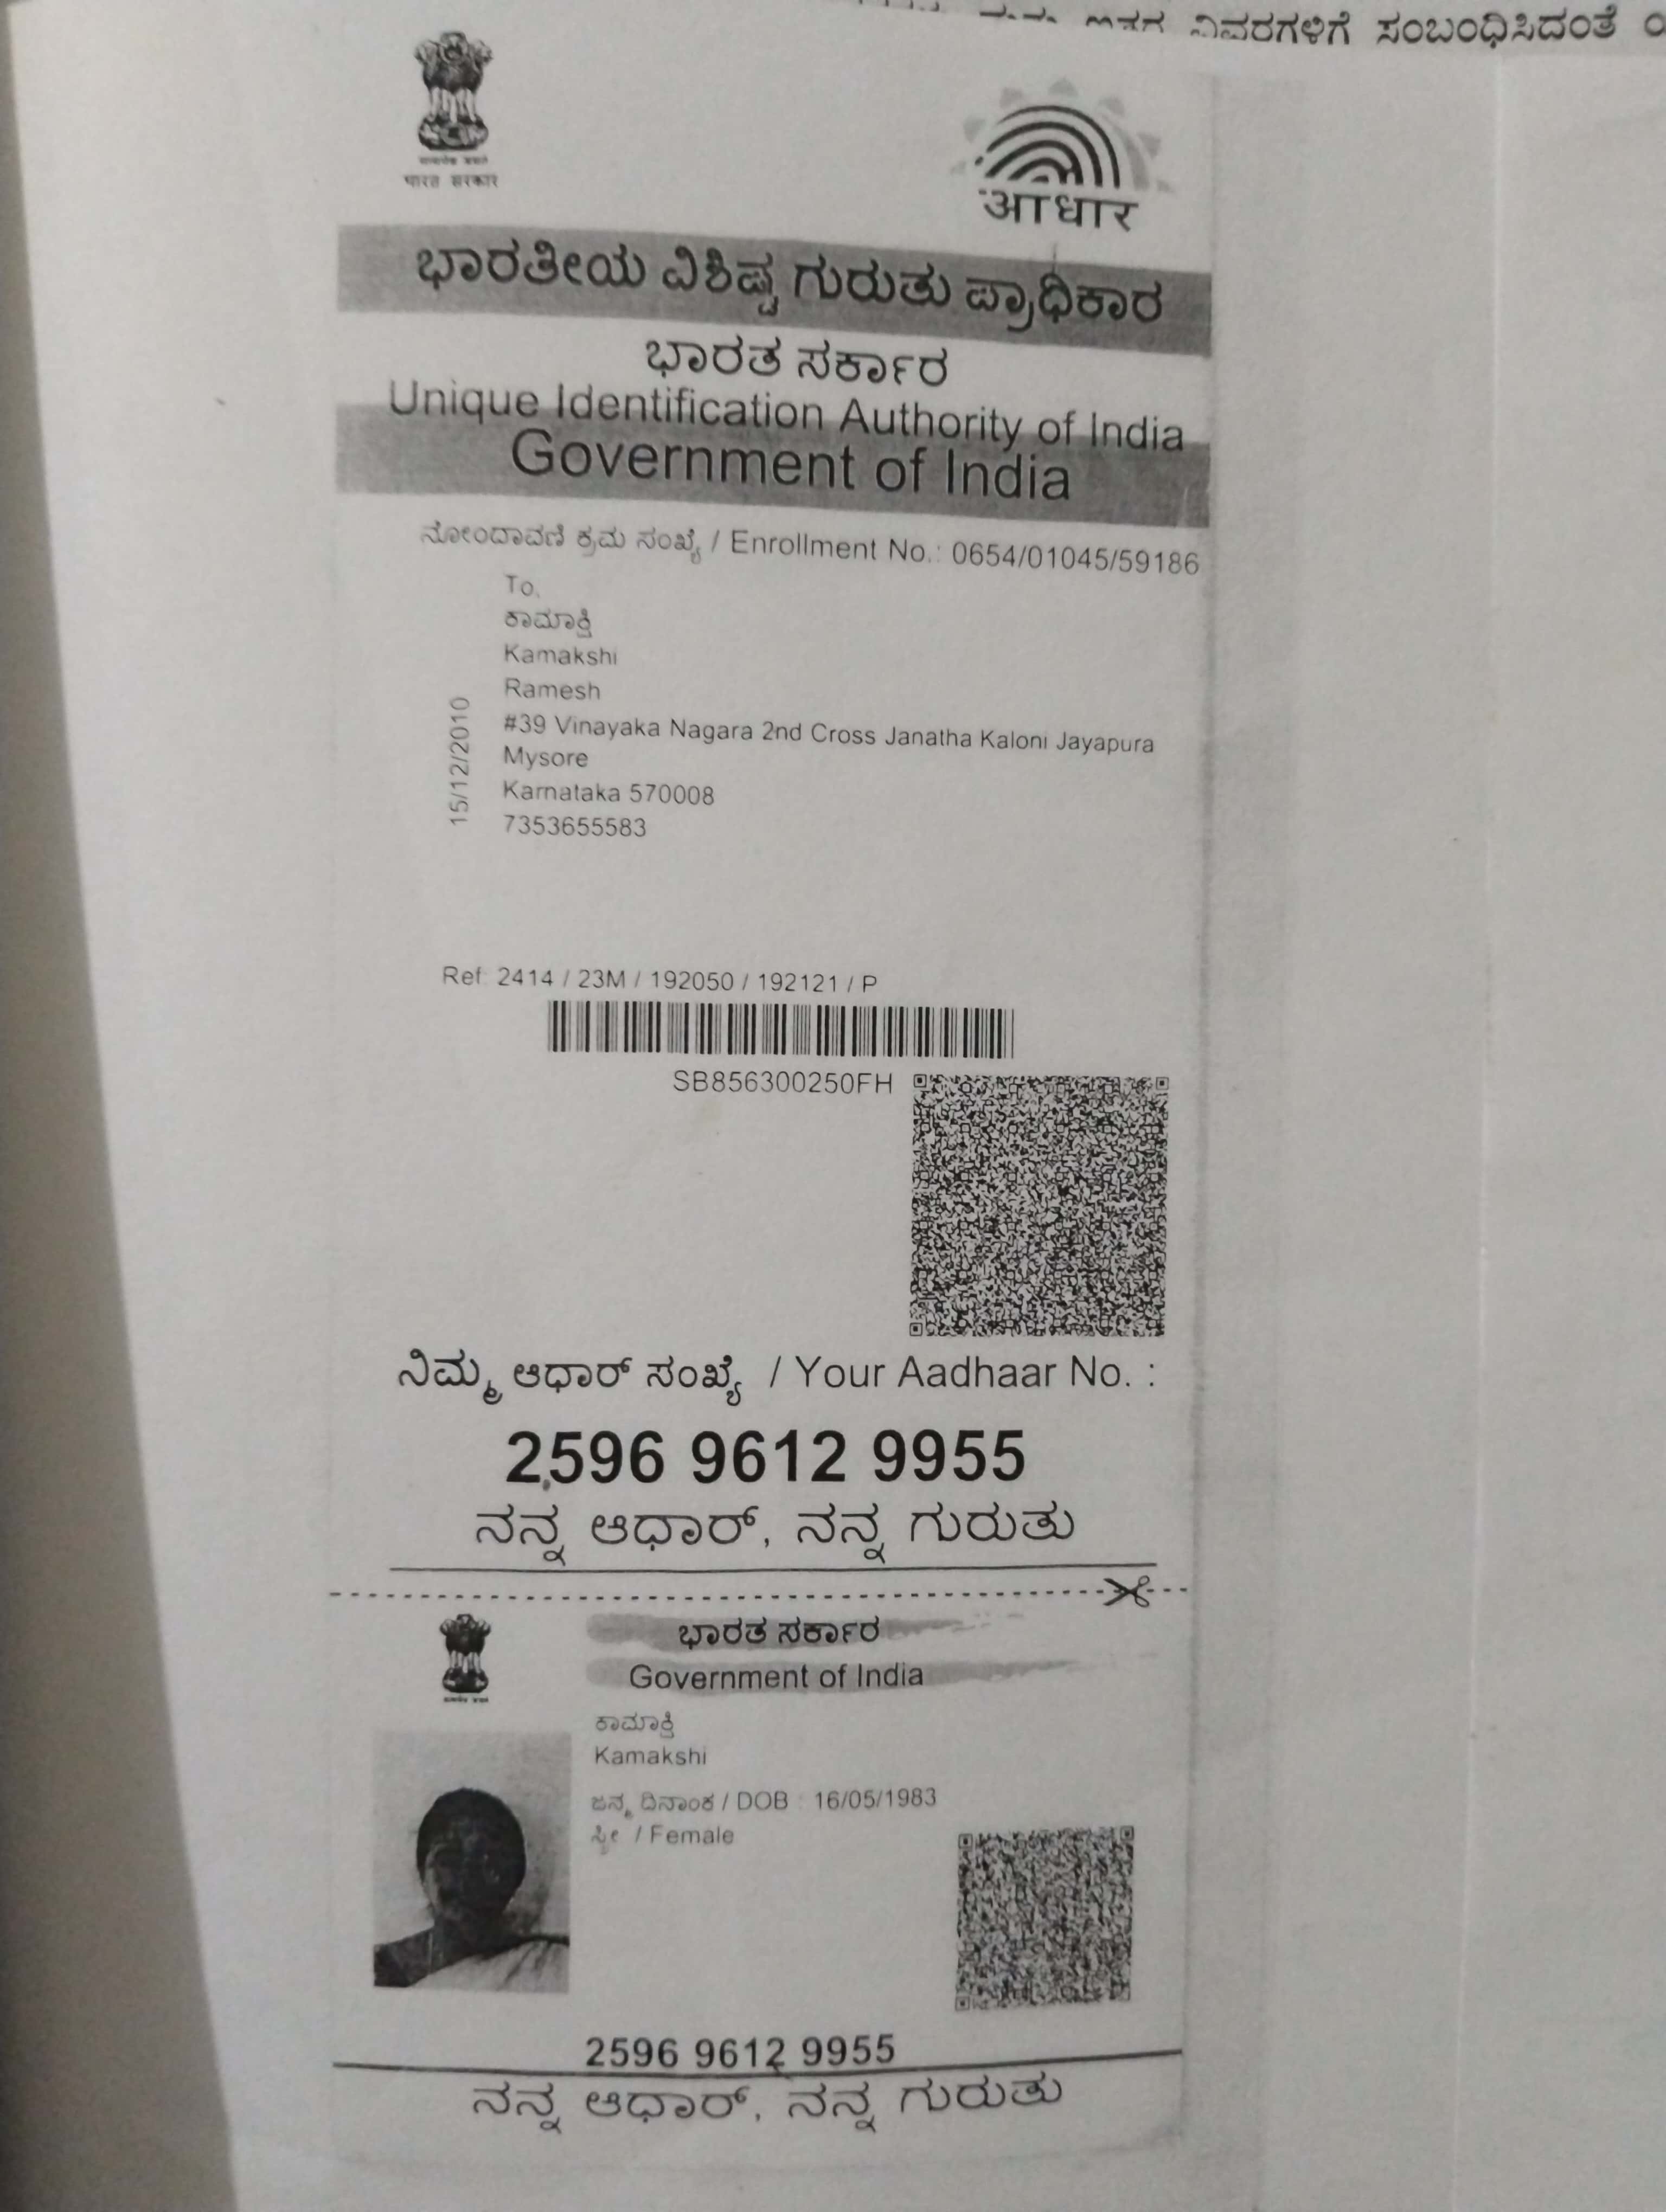 ವಿವರಗಳಿಗೆ ಸಂಬಂಧಿಸಿದಂತೆ
भारत सरकार
आधार
ಭಾರತೀಯ ವಿಶಿಷ್ಟ ಗುರುತು ಪ್ರಾಧಿಕಾರ
ಭಾರತ ಸರ್ಕಾರ
Unique Identification Authority of India
Government of India
ನೋಂದಾವಣಿ ಕ್ರಮ ಸಂಖ್ಯೆ / Enrollment No.: 0654/01045/59186
To,
ಕಾಮಾಕ್ಷಿ
Kamakshi
Ramesh
#39 Vinayaka Nagara 2nd Cross Janatha Kaloni Jayapura
Mysore
Karnataka 570008
7353655583
15/12/2010
Ref: 2414 / 23M / 192050 / 192121 / P
SB856300250FH
ನಿಮ್ಮ ಆಧಾರ್ ಸಂಖ್ಯೆ / Your Aadhaar No. :
2596 9612 9955
ನನ್ನ ಆಧಾರ್, ನನ್ನ ಗುರುತು
ಭಾರತ ಸರ್ಕಾರ
Government of India
ಕಾಮಾಕ್ಷಿ
Kamakshi
ಜನ್ಮ ದಿನಾಂಕ / DOB : 16/05/1983
ಸ್ತ್ರೀ / Female
2596 9612 9955
ನನ್ನ ಆಧಾರ್, ನನ್ನ ಗುರುತು